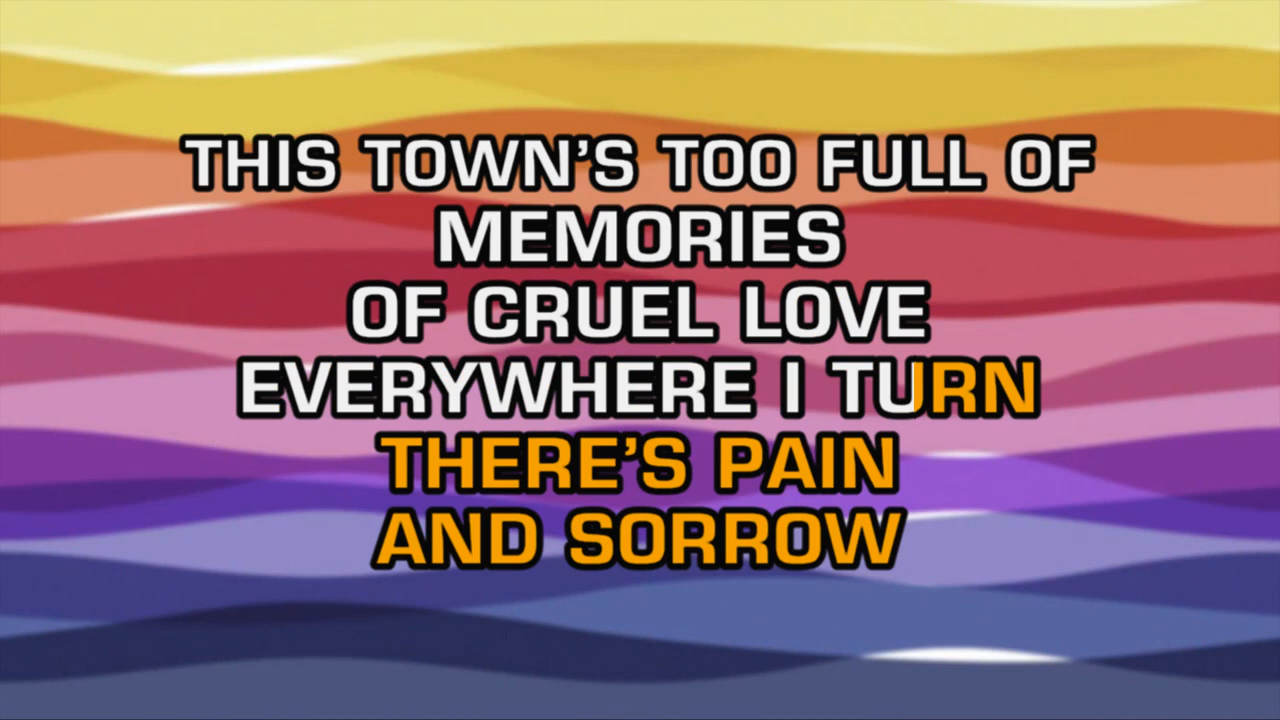 THIS TOWN’S TOO FULL OF
MEMORIES
OF CRUEL LOVE
EVERYWHERE I TURN
THERE’S PAIN
AND SORROW